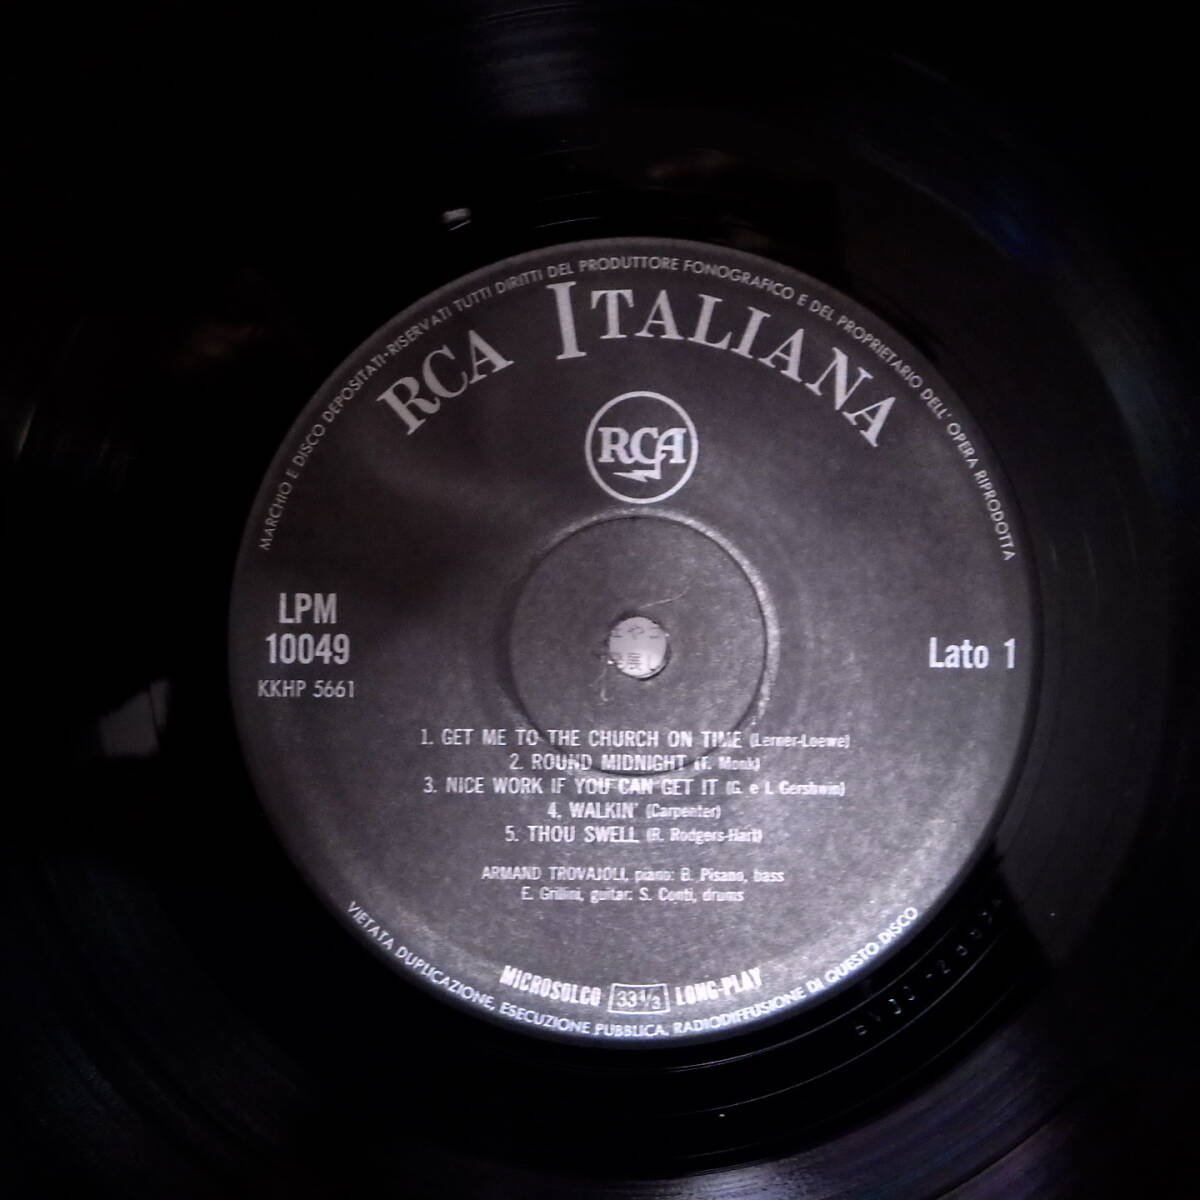 MARCHIO E DISCO DEPOSITATI·RISERVATI TUTTI DIRITTI DEL PRODUTTORE FONOGRAFICO E DEL PROPRIETARIO DELL' OPERA RIPRODOTTA
RCA ITALIANA
RCA
LPM
10049
KKHP 5661
Lato 1
1. GET ME TO THE CHURCH ON TIME (Lerner-Loewe)
2. ROUND MIDNIGHT (T. Monk)
3. NICE WORK IF YOU CAN GET IT (G. e I. Gershwin)
4. WALKIN' (Carpenter)
5. THOU SWELL (R. Rodgers-Hart)
ARMAND TROVAJOLI, piano: B. Pisano, bass
E. Grillini, guitar: S. Conti, drums
MICROSOLCO 33 1/3 LONG-PLAY
VIETATA DUPLICAZIONE, ESECUZIONE PUBBLICA, RADIODIFFUSIONE DI QUESTO DISCO